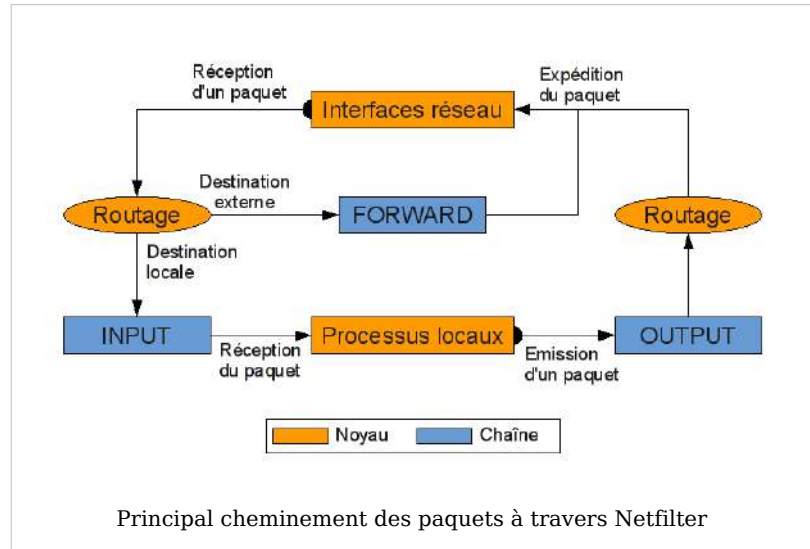 Réception
d'un paquet
Interfaces réseau
Expédition
du paquet
Routage
Destination
externe
FORWARD
Routage
Destination
locale
INPUT
Réception
du paquet
Processus locaux
Emission
d'un paquet
OUTPUT
Noyau
Chaîne
Principal cheminement des paquets à travers Netfilter